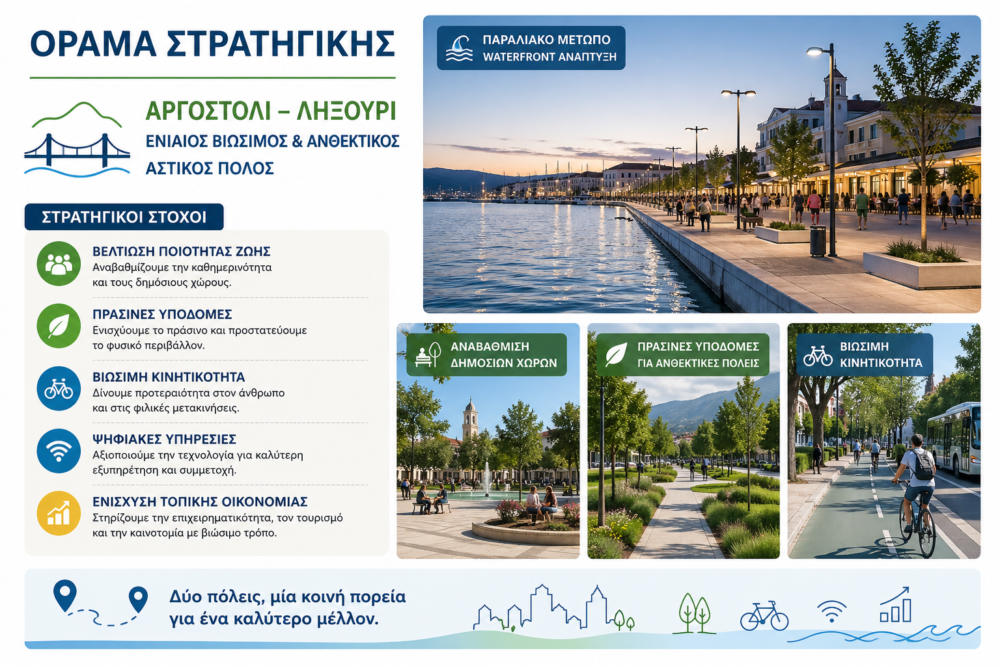 ΟΡΑΜΑ ΣΤΡΑΤΗΓΙΚΗΣ
ΑΡΓΟΣΤΟΛΙ – ΛΗΞΟΥΡΙ
ΕΝΙΑΙΟΣ ΒΙΩΣΙΜΟΣ & ΑΝΘΕΚΤΙΚΟΣ
ΑΣΤΙΚΟΣ ΠΟΛΟΣ
ΣΤΡΑΤΗΓΙΚΟΙ ΣΤΟΧΟΙ
ΒΕΛΤΙΩΣΗ ΠΟΙΟΤΗΤΑΣ ΖΩΗΣ
Αναβαθμίζουμε την καθημερινότητα
και τους δημόσιους χώρους.
ΠΡΑΣΙΝΕΣ ΥΠΟΔΟΜΕΣ
Ενισχύουμε το πράσινο και προστατεύουμε
το φυσικό περιβάλλον.
ΒΙΩΣΙΜΗ ΚΙΝΗΤΙΚΟΤΗΤΑ
Δίνουμε προτεραιότητα στον άνθρωπο
και στις φιλικές μετακινήσεις.
ΨΗΦΙΑΚΕΣ ΥΠΗΡΕΣΙΕΣ
Αξιοποιούμε την τεχνολογία για καλύτερη
εξυπηρέτηση και συμμετοχή.
ΕΝΙΣΧΥΣΗ ΤΟΠΙΚΗΣ ΟΙΚΟΝΟΜΙΑΣ
Στηρίζουμε την επιχειρηματικότητα, τον τουρισμό
και την καινοτομία με βιώσιμο τρόπο.
ΠΑΡΑΛΙΑΚΟ ΜΕΤΩΠΟ
WATERFRONT ΑΝΑΠΤΥΞΗ
ΑΝΑΒΑΘΜΙΣΗ
ΔΗΜΟΣΙΩΝ ΧΩΡΩΝ
ΠΡΑΣΙΝΕΣ ΥΠΟΔΟΜΕΣ
ΓΙΑ ΑΝΘΕΚΤΙΚΕΣ ΠΟΛΕΙΣ
ΒΙΩΣΙΜΗ
ΚΙΝΗΤΙΚΟΤΗΤΑ
Δύο πόλεις, μία κοινή πορεία
για ένα καλύτερο μέλλον.